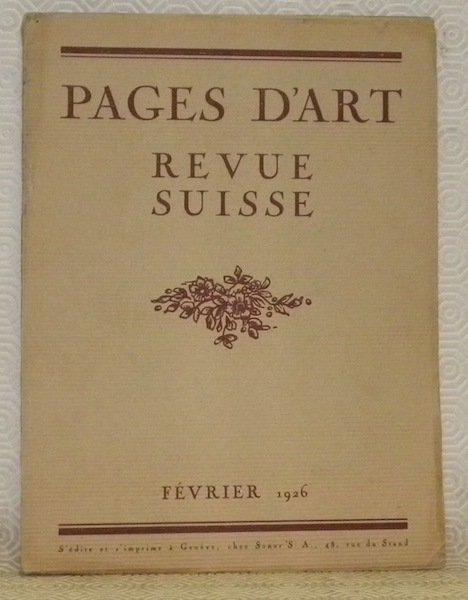 PAGES D'ART
REVUE
SUISSE
FÉVRIER 1926
S'édite et s'imprime à Genève, chez Sonor S A., 48, rue du Stand